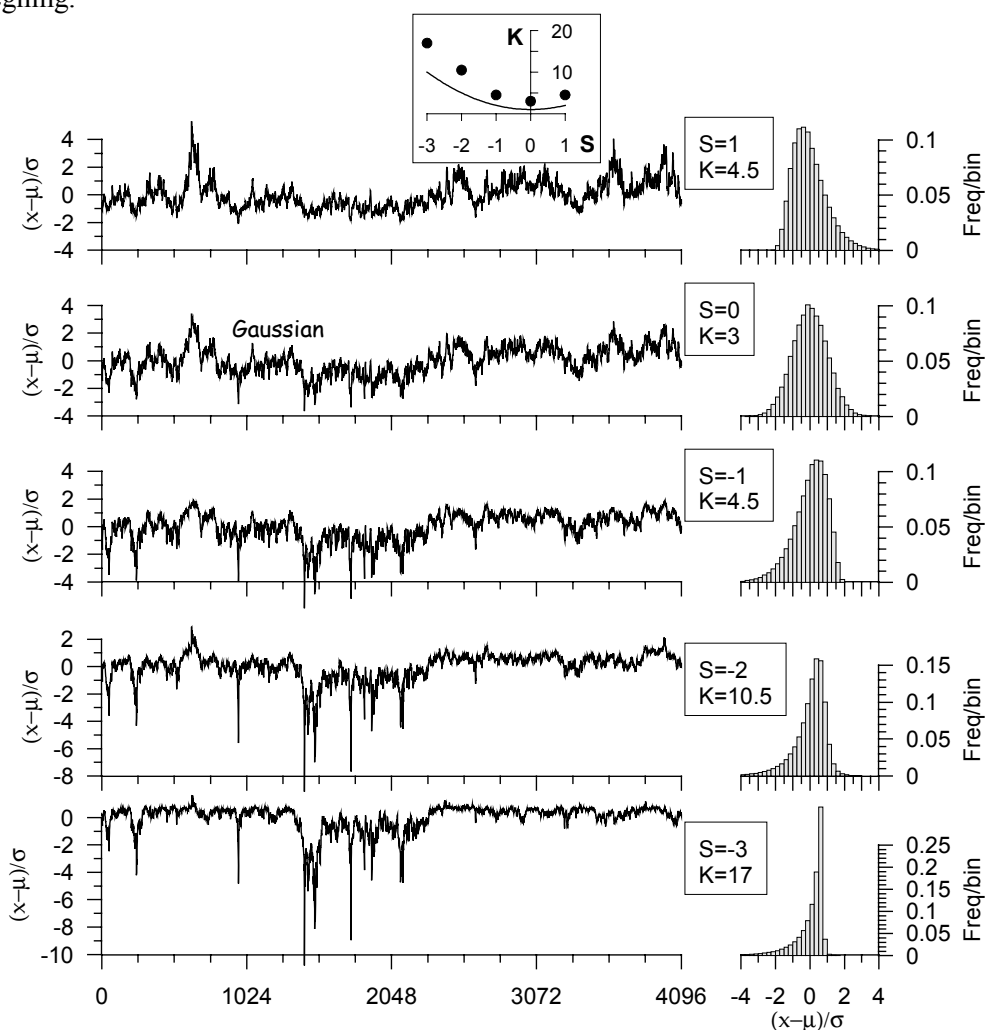 K 20
10
-3 -2 -1 0 1 S
4
2
0
-2
-4
(x−μ)/σ
S=1
K=4.5
0.1
0.05
0
Freq/bin
4
2
0
-2
-4
(x−μ)/σ
Gaussian
S=0
K=3
0.1
0.05
0
Freq/bin
4
2
0
-2
-4
(x−μ)/σ
S=-1
K=4.5
0.1
0.05
0
Freq/bin
2
0
-2
-4
-6
-8
(x−μ)/σ
S=-2
K=10.5
0.15
0.1
0.05
0
Freq/bin
0
-2
-4
-6
-8
-10
(x−μ)/σ
S=-3
K=17
0.25
0.2
0.15
0.1
0.05
0
Freq/bin
0 1024 2048 3072 4096
-4 -2 0 2 4
(x−μ)/σ